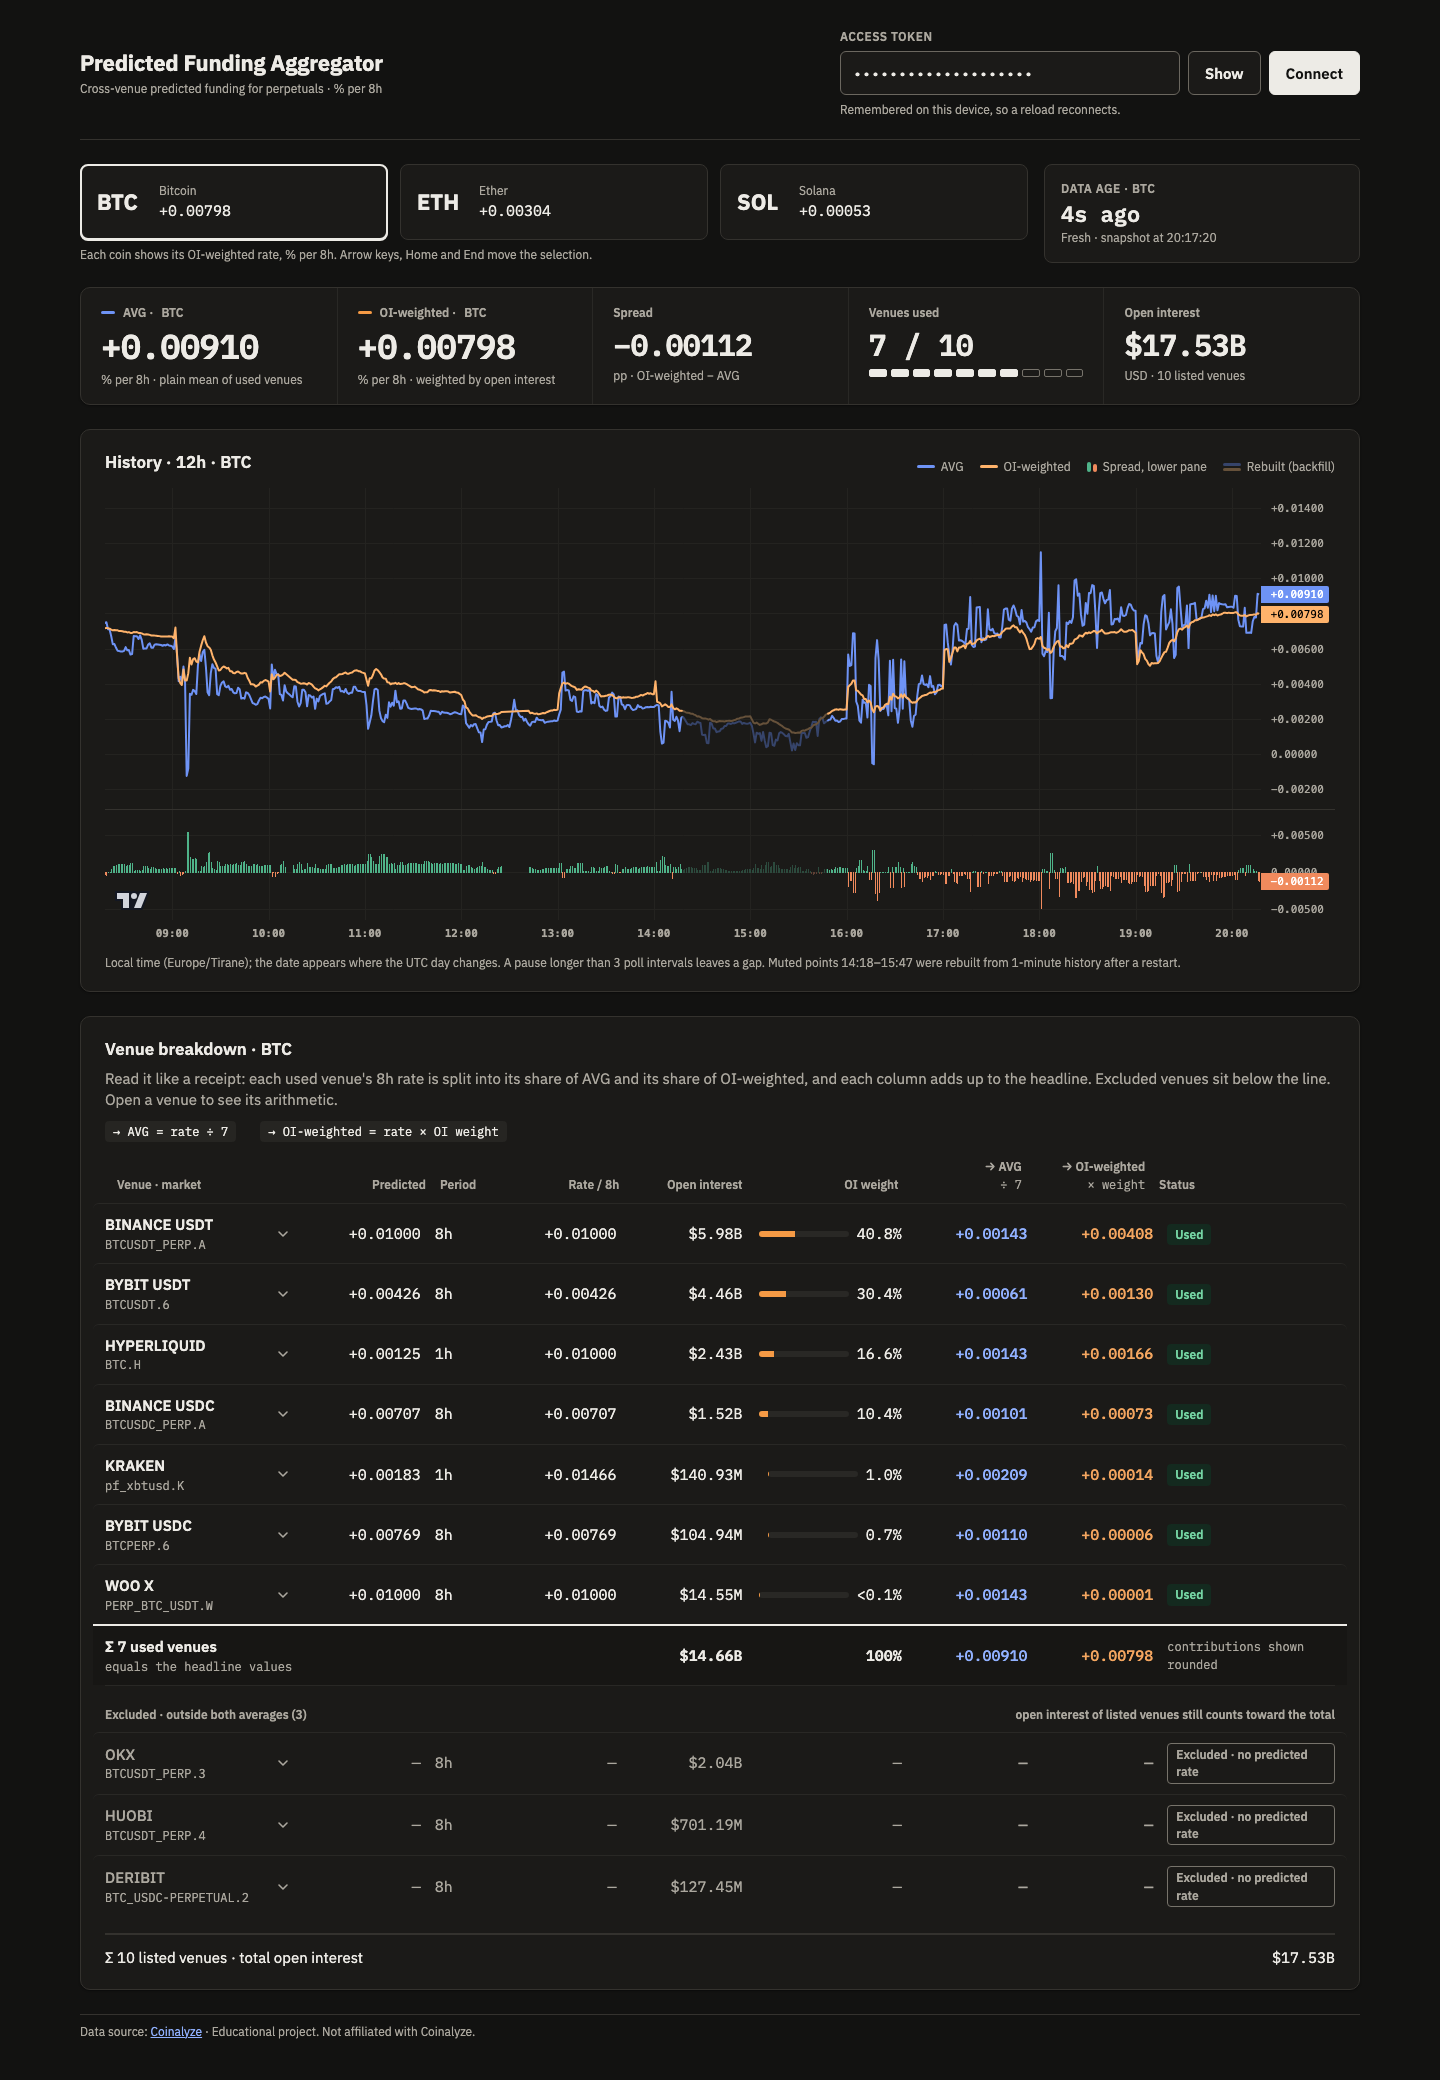 Predicted Funding Aggregator
Cross-venue predicted funding for perpetuals · % per 8h
ACCESS TOKEN
Show
Connect
Remembered on this device, so a reload reconnects.
BTC
Bitcoin
+0.00798
ETH
Ether
+0.00304
SOL
Solana
+0.00053
DATA AGE · BTC
4s ago
Fresh · snapshot at 20:17:20
Each coin shows its OI-weighted rate, % per 8h. Arrow keys, Home and End move the selection.
AVG · BTC
+0.00910
% per 8h · plain mean of used venues
OI-weighted · BTC
+0.00798
% per 8h · weighted by open interest
Spread
−0.00112
pp · OI-weighted − AVG
Venues used
7 / 10
Open interest
$17.53B
USD · 10 listed venues
History · 12h · BTC
AVG
OI-weighted
Spread, lower pane
Rebuilt (backfill)
+0.01400
+0.01200
+0.01000
+0.00910
+0.00798
+0.00600
+0.00400
+0.00200
0.00000
−0.00200
+0.00500
0.00000
−0.00112
−0.00500
09:00 10:00 11:00 12:00 13:00 14:00 15:00 16:00 17:00 18:00 19:00 20:00
Local time (Europe/Tirane); the date appears where the UTC day changes. A pause longer than 3 poll intervals leaves a gap. Muted points 14:18–15:47 were rebuilt from 1-minute history after a restart.
Venue breakdown · BTC
Read it like a receipt: each used venue's 8h rate is split into its share of AVG and its share of OI-weighted, and each column adds up to the headline. Excluded venues sit below the line.
Open a venue to see its arithmetic.
→ AVG = rate ÷ 7
→ OI-weighted = rate × OI weight
→ AVG → OI-weighted
Venue · market Predicted Period Rate / 8h Open interest OI weight ÷ 7 × weight Status
BINANCE USDT
BTCUSDT_PERP.A
+0.01000 8h +0.01000 $5.98B 40.8% +0.00143 +0.00408 Used
BYBIT USDT
BTCUSDT.6
+0.00426 8h +0.00426 $4.46B 30.4% +0.00061 +0.00130 Used
HYPERLIQUID
BTC.H
+0.00125 1h +0.01000 $2.43B 16.6% +0.00143 +0.00166 Used
BINANCE USDC
BTCUSDC_PERP.A
+0.00707 8h +0.00707 $1.52B 10.4% +0.00101 +0.00073 Used
KRAKEN
pf_xbtusd.K
+0.00183 1h +0.01466 $140.93M 1.0% +0.00209 +0.00014 Used
BYBIT USDC
BTCPERP.6
+0.00769 8h +0.00769 $104.94M 0.7% +0.00110 +0.00006 Used
WOO X
PERP_BTC_USDT.W
+0.01000 8h +0.01000 $14.55M <0.1% +0.00143 +0.00001 Used
Σ 7 used venues
equals the headline values
$14.66B 100% +0.00910 +0.00798
contributions shown
rounded
Excluded · outside both averages (3)
open interest of listed venues still counts toward the total
OKX
BTCUSDT_PERP.3
— 8h — $2.04B — — —
Excluded · no predicted
rate
HUOBI
BTCUSDT_PERP.4
— 8h — $701.19M — — —
Excluded · no predicted
rate
DERIBIT
BTC_USDC-PERPETUAL.2
— 8h — $127.45M — — —
Excluded · no predicted
rate
Σ 10 listed venues · total open interest
$17.53B
Data source: Coinalyze · Educational project. Not affiliated with Coinalyze.